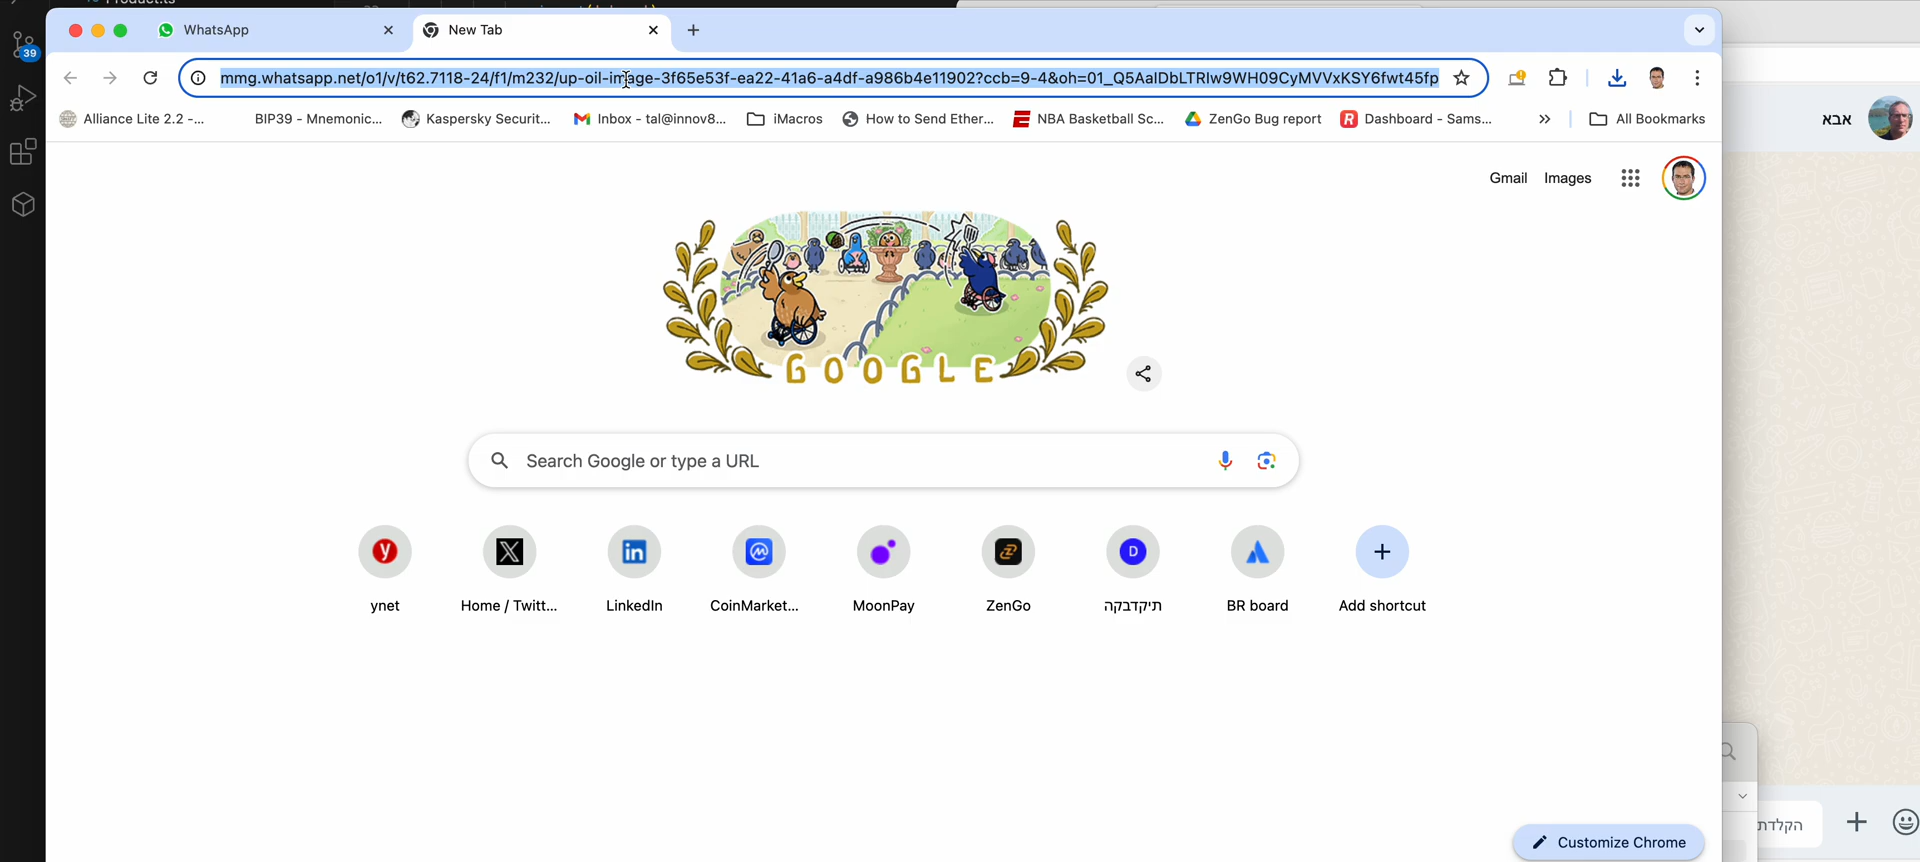 39
WhatsApp
New Tab
mmg.whatsapp.net/o1/v/t62.7118-24/f1/m232/up-oil-image-3f65e53f-ea22-41a6-a4df-a986b4e11902?ccb=9-4&oh=01_Q5AaIDbLTRIw9WH09CyMVVxKSY6fwt45fp
Alliance Lite 2.2 -...
BIP39 - Mnemonic...
Kaspersky Securit...
Inbox - tal@innov8...
iMacros
How to Send Ether...
NBA Basketball Sc...
ZenGo Bug report
Dashboard - Sams...
All Bookmarks
אבא
Gmail
Images
GOOGLE
Search Google or type a URL
ynet
Home / Twitt...
LinkedIn
CoinMarket...
MoonPay
ZenGo
תיקדבקה
BR board
Add shortcut
Customize Chrome
הקלדת